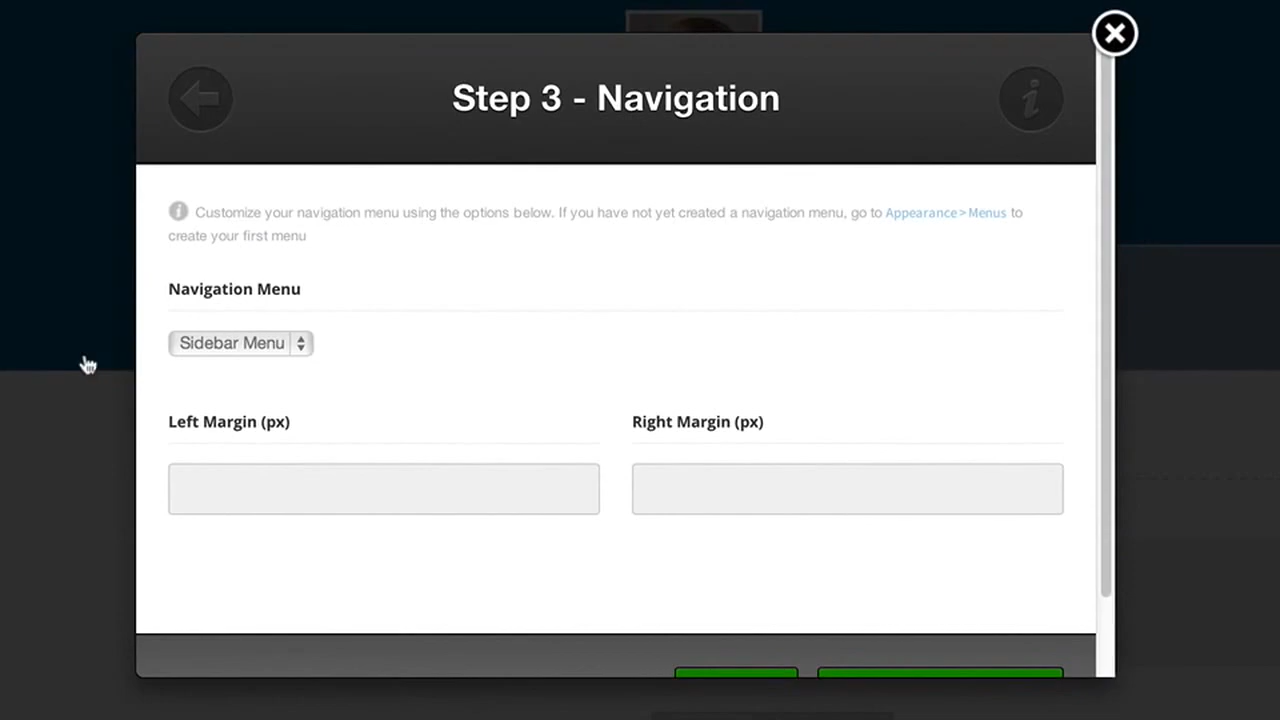 Step 3 - Navigation
Customize your navigation menu using the options below. If you have not yet created a navigation menu, go to Appearance > Menus to
create your first menu
Navigation Menu
Sidebar Menu
Left Margin (px) Right Margin (px)